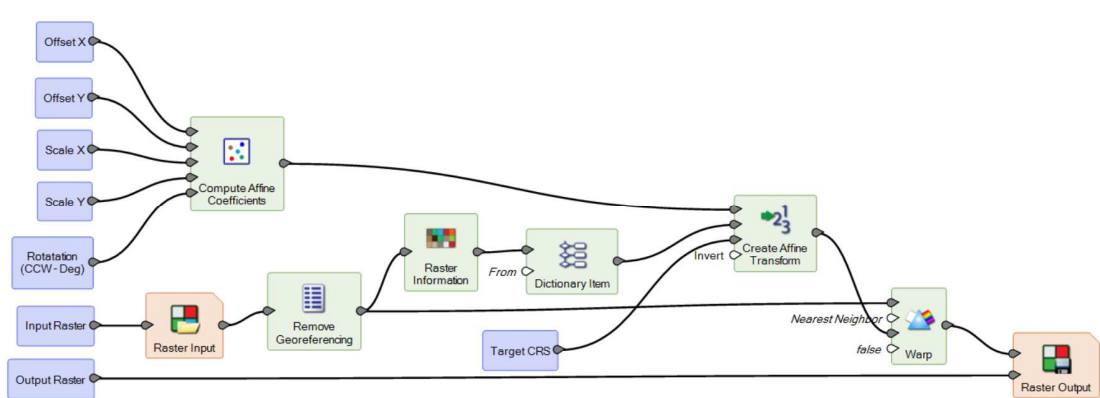 Offset X
Offset Y
Scale X
Scale Y
Rotatation
(CCW - Deg)
Compute Affine
Coefficients
Input Raster
Output Raster
Raster Input
Remove
Georeferencing
Raster
Information
From
Dictionary Item
Target CRS
Invert
Create Affine
Transform
Nearest Neighbor
false
Warp
Raster Output